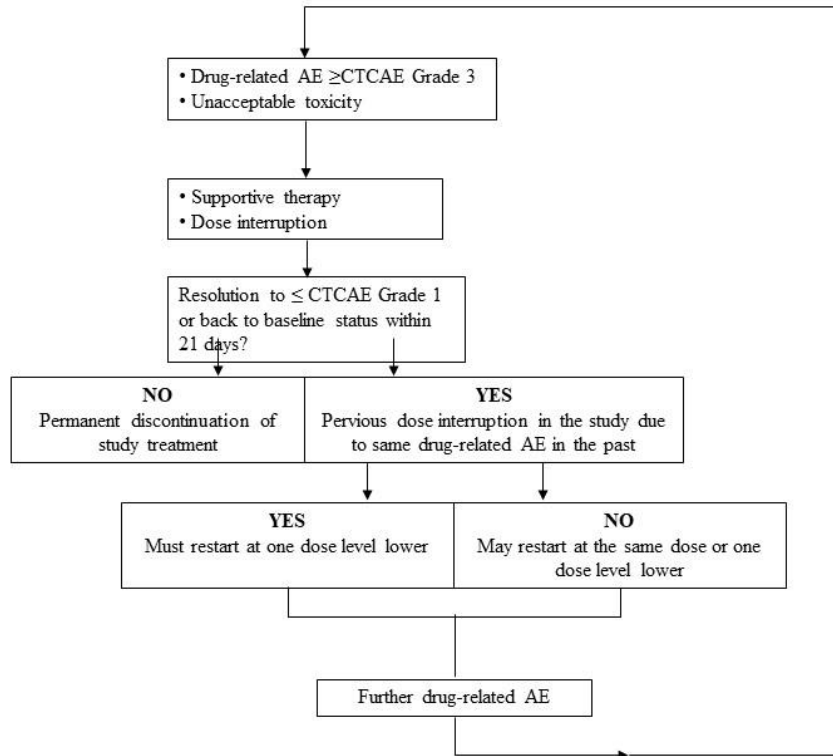 • Drug-related AE ≥CTCAE Grade 3
• Unacceptable toxicity
• Supportive therapy
• Dose interruption
Resolution to ≤ CTCAE Grade 1
or back to baseline status within
21 days?
NO
Permanent discontinuation of
study treatment
YES
Pervious dose interruption in the study due
to same drug-related AE in the past
YES
Must restart at one dose level lower
NO
May restart at the same dose or one
dose level lower
Further drug-related AE